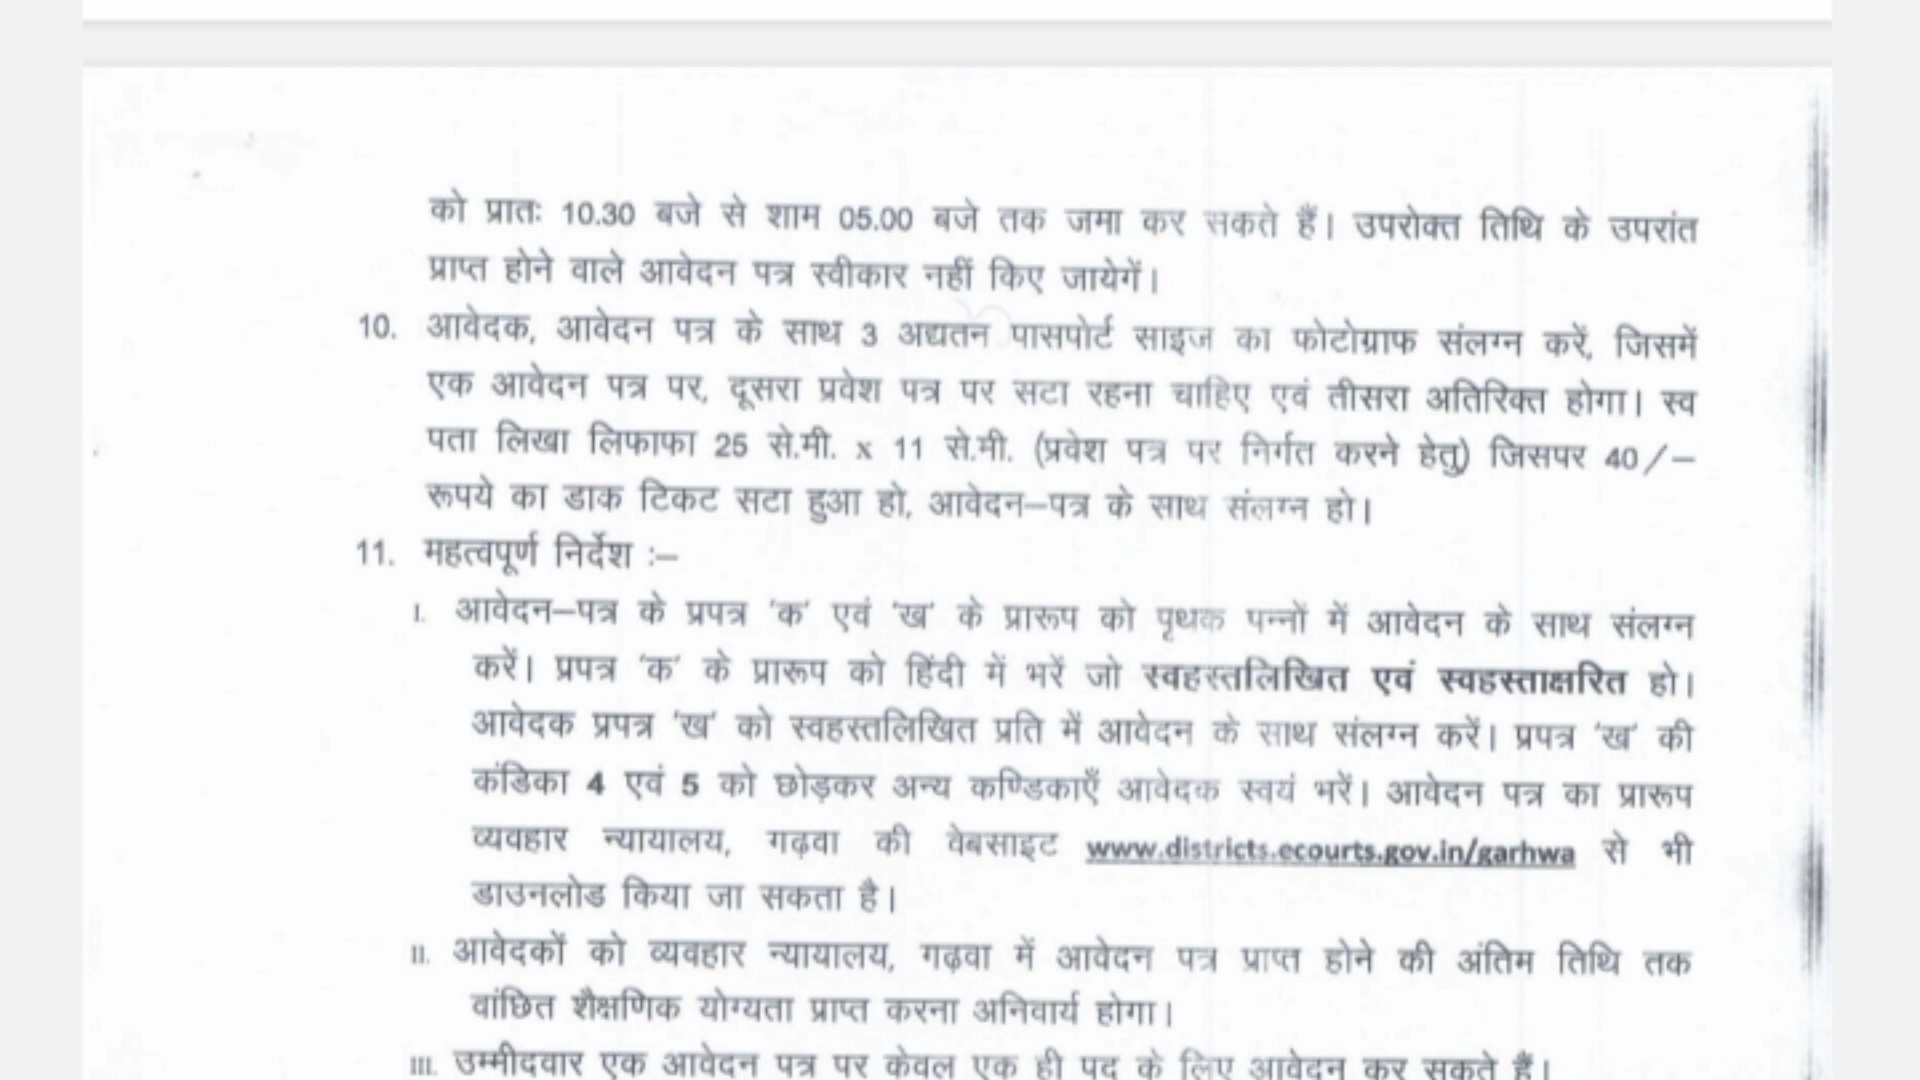 को प्रातः 10.30 बजे से शाम 05.00 बजे तक जमा कर सकते हैं। उपरोक्त तिथि के उपरांत
प्राप्त होने वाले आवेदन पत्र स्वीकार नहीं किए जायेगें।
10. आवेदक, आवेदन पत्र के साथ 3 अद्यतन पासपोर्ट साइज का फोटोग्राफ संलग्न करें, जिसमें
एक आवेदन पत्र पर, दूसरा प्रवेश पत्र पर सटा रहना चाहिए एवं तीसरा अतिरिक्त होगा। स्व
पता लिखा लिफाफा 25 से.मी. x 11 से.मी. (प्रवेश पत्र पर निर्गत करने हेतु) जिसपर 40/–
रूपये का डाक टिकट सटा हुआ हो, आवेदन–पत्र के साथ संलग्न हो।
11. महत्वपूर्ण निर्देश :–
I. आवेदन–पत्र के प्रपत्र 'क' एवं 'ख' के प्रारूप को पृथक पन्नों में आवेदन के साथ संलग्न
करें। प्रपत्र 'क' के प्रारूप को हिंदी में भरें जो स्वहस्तलिखित एवं स्वहस्ताक्षरित हो।
आवेदक प्रपत्र 'ख' को स्वहस्तलिखित प्रति में आवेदन के साथ संलग्न करें। प्रपत्र 'ख' की
कंडिका 4 एवं 5 को छोड़कर अन्य कण्डिकाएँ आवेदक स्वयं भरें। आवेदन पत्र का प्रारूप
व्यवहार न्यायालय, गढ़वा की वेबसाइट www.districts.ecourts.gov.in/garhwa से भी
डाउनलोड किया जा सकता है।
II. आवेदकों को व्यवहार न्यायालय, गढ़वा में आवेदन पत्र प्राप्त होने की अंतिम तिथि तक
वांछित शैक्षणिक योग्यता प्राप्त करना अनिवार्य होगा।
III. उम्मीदवार एक आवेदन पत्र पर केवल एक ही पद के लिए आवेदन कर सकते हैं।